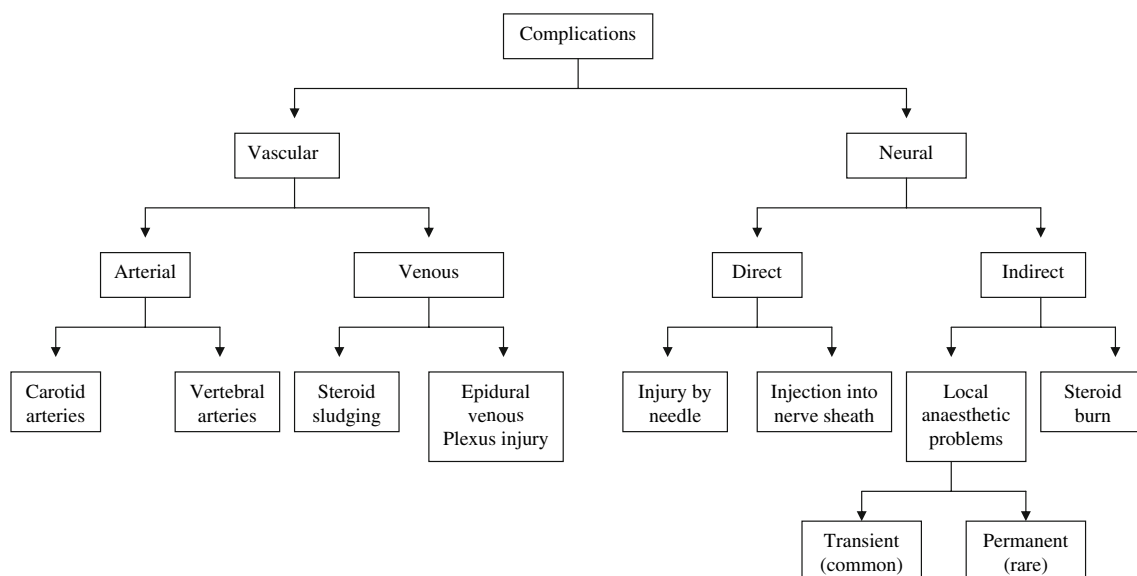 Complications
Vascular
Neural
Arterial
Venous
Direct
Indirect
Carotid
arteries
Vertebral
arteries
Steroid
sludging
Epidural
venous
Plexus injury
Injury by
needle
Injection into
nerve sheath
Local
anaesthetic
problems
Steroid
burn
Transient
(common)
Permanent
(rare)